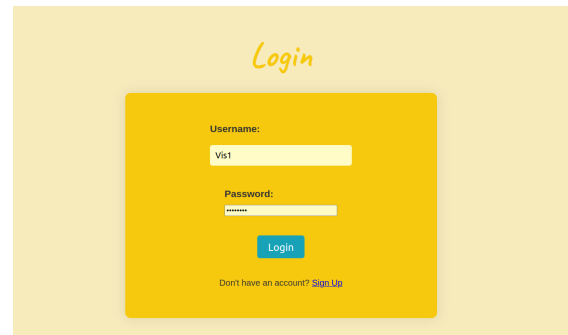 Login
Username:
Vis1
Password:
••••••••
Login
Don't have an account? Sign Up